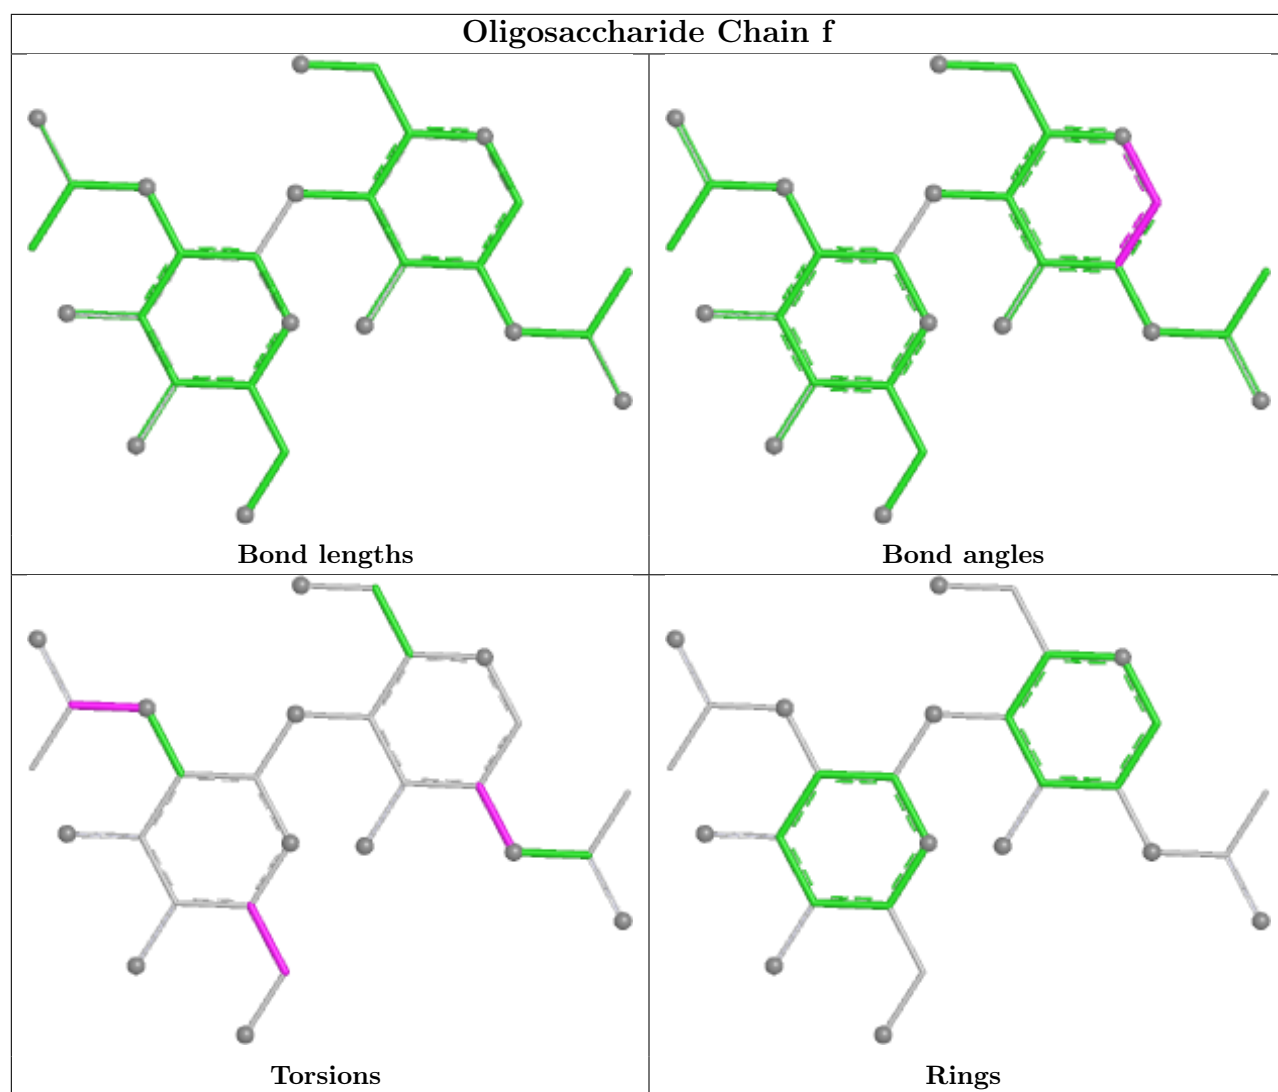 Oligosaccharide Chain f
Bond lengths
Bond angles
Torsions
Rings